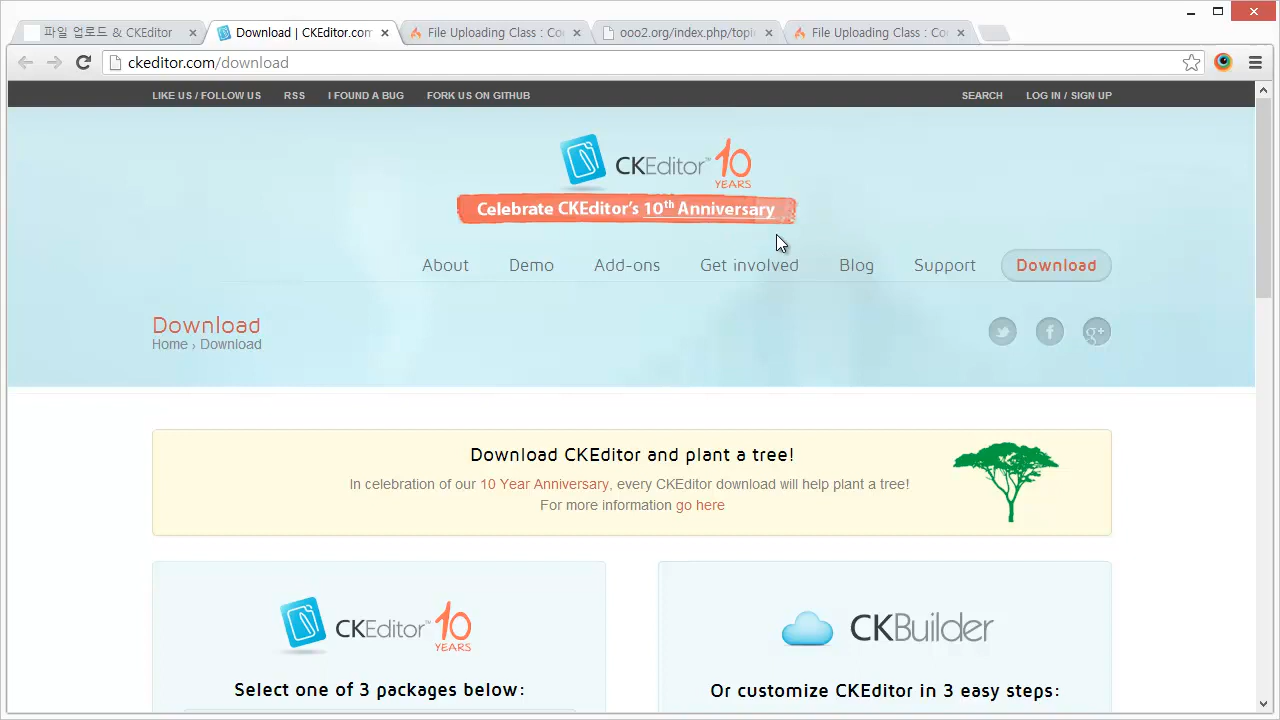 파일 업로드 & CKEditor
Download | CKEditor.com
File Uploading Class : Co
ooo2.org/index.php/topi
File Uploading Class : Co
ckeditor.com/download
LIKE US / FOLLOW US
RSS
I FOUND A BUG
FORK US ON GITHUB
SEARCH
LOG IN / SIGN UP
CKEditor™ 10
YEARS
Celebrate CKEditor's 10th Anniversary
About
Demo
Add-ons
Get involved
Blog
Support
Download
Download
Home › Download
Download CKEditor and plant a tree!
In celebration of our 10 Year Anniversary, every CKEditor download will help plant a tree!
For more information go here
CKEditor™ 10
YEARS
CKBuilder
Select one of 3 packages below:
Or customize CKEditor in 3 easy steps: